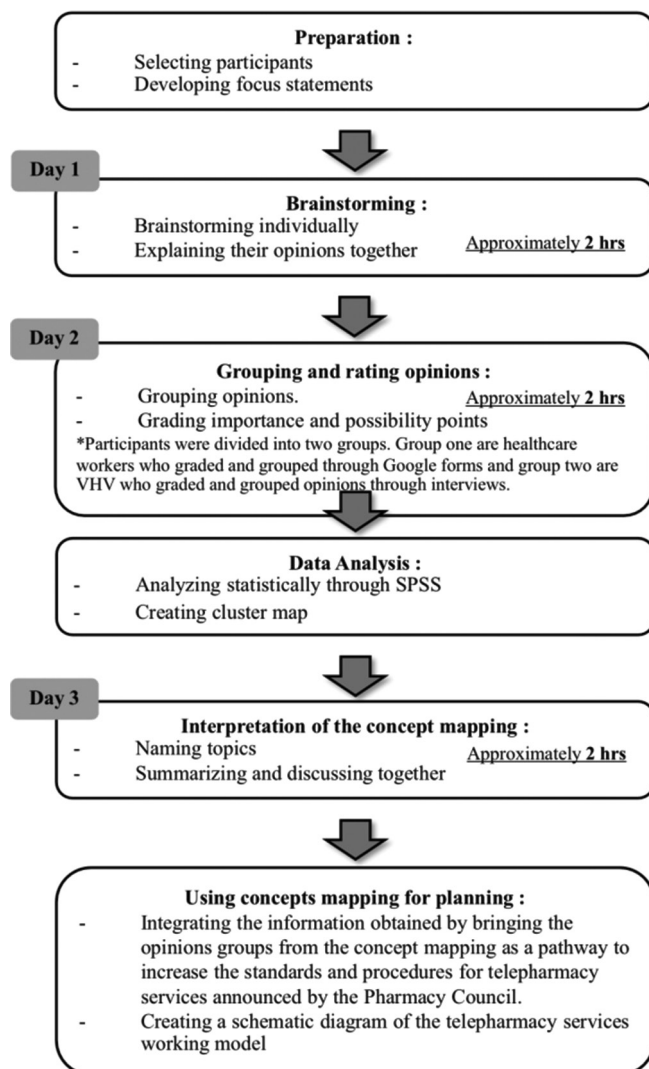 Preparation :
- Selecting participants
- Developing focus statements
Day 1
Brainstorming :
- Brainstorming individually
- Explaining their opinions together
Approximately 2 hrs
Day 2
Grouping and rating opinions :
- Grouping opinions.
Approximately 2 hrs
- Grading importance and possibility points
*Participants were divided into two groups. Group one are healthcare
workers who graded and grouped through Google forms and group two are
VHV who graded and grouped opinions through interviews.
Data Analysis :
- Analyzing statistically through SPSS
- Creating cluster map
Day 3
Interpretation of the concept mapping :
- Naming topics
Approximately 2 hrs
- Summarizing and discussing together
Using concepts mapping for planning :
- Integrating the information obtained by bringing the
opinions groups from the concept mapping as a pathway to
increase the standards and procedures for telepharmacy
services announced by the Pharmacy Council.
- Creating a schematic diagram of the telepharmacy services
working model